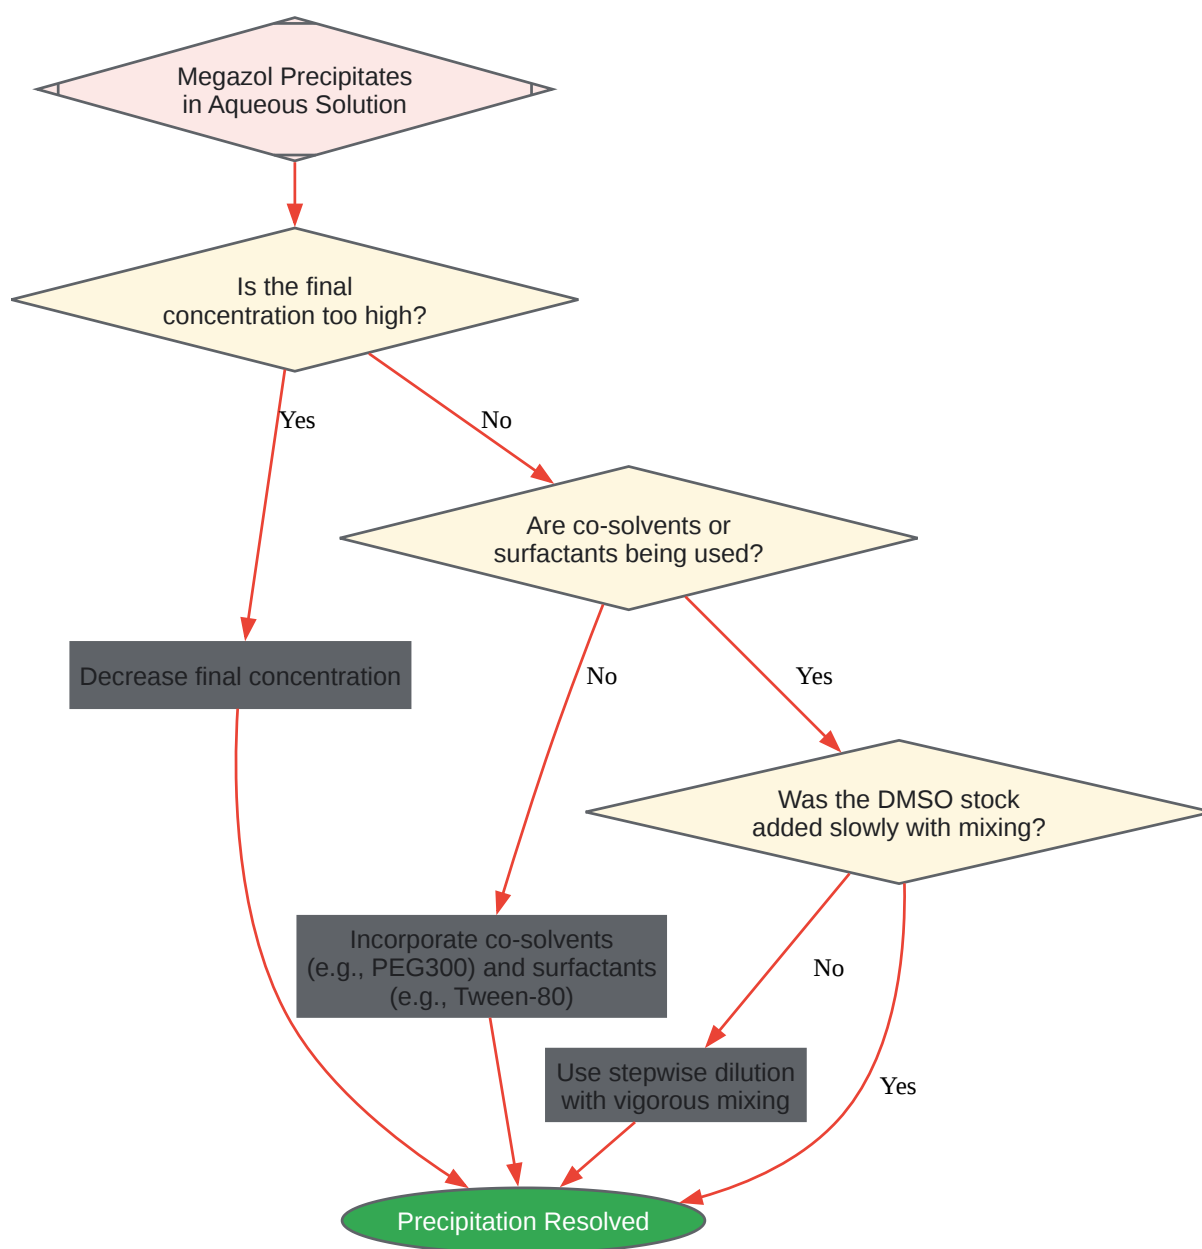 Megazol Precipitates
in Aqueous Solution
Is the final
concentration too high?
Yes
No
Are co-solvents or
surfactants being used?
Decrease final concentration
No
Yes
Was the DMSO stock
added slowly with mixing?
Incorporate co-solvents
(e.g., PEG300) and surfactants
(e.g., Tween-80)
No
Use stepwise dilution
with vigorous mixing
Yes
Precipitation Resolved